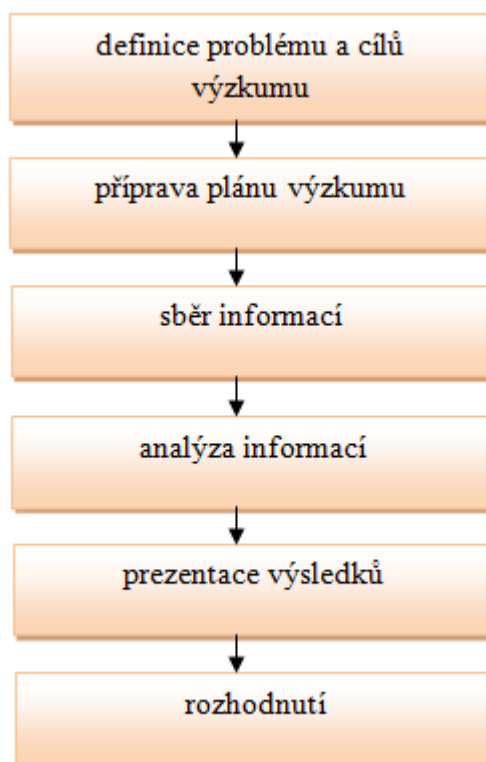 definice problému a cílů
výzkumu
příprava plánu výzkumu
sběr informací
analýza informací
prezentace výsledků
rozhodnutí